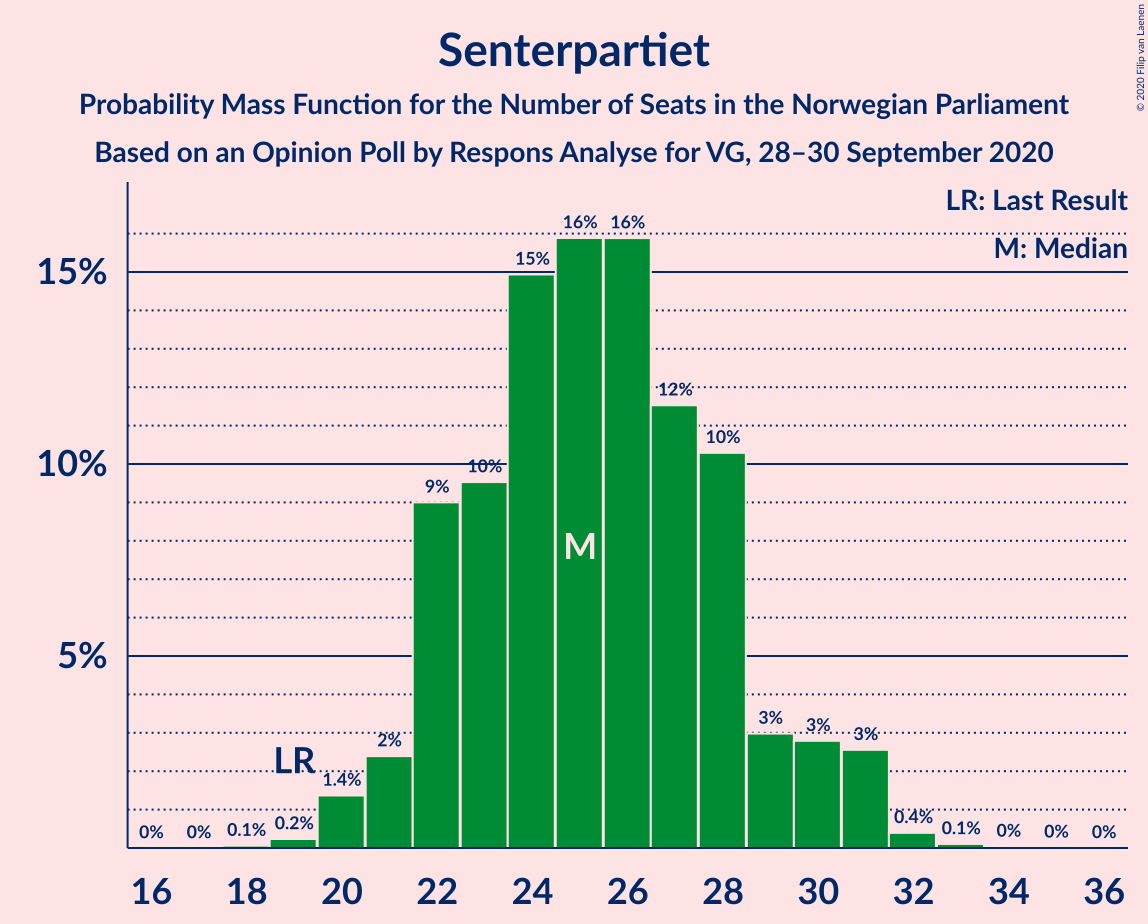 Senterpartiet
Probability Mass Function for the Number of Seats in the Norwegian Parliament
Based on an Opinion Poll by Respons Analyse for VG, 28–30 September 2020
© 2020 Filip van Laenen
LR: Last Result
M: Median
15%
10%
5%
0%
0%
0.1%
0.2%
LR
1.4%
2%
9%
10%
15%
16%
M
16%
12%
10%
3%
3%
3%
0.4%
0.1%
0%
0%
0%
16 18 20 22 24 26 28 30 32 34 36